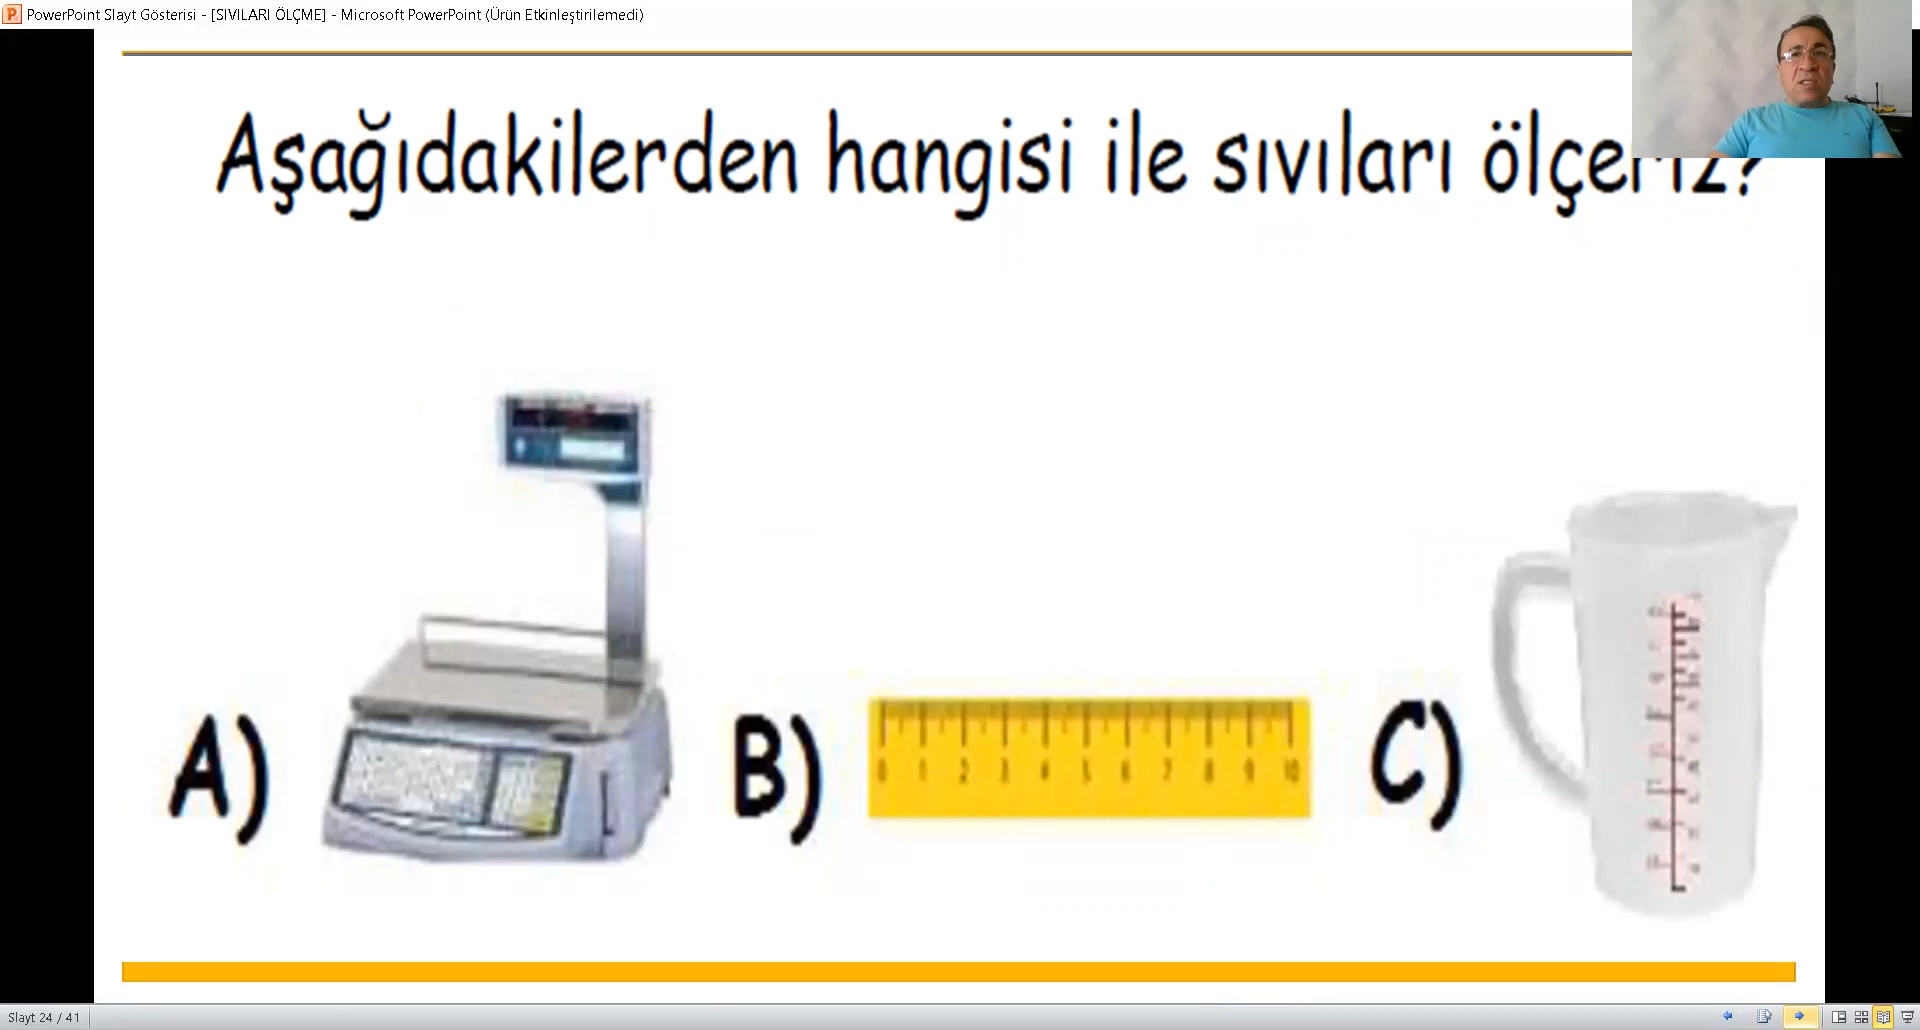 PowerPoint Slayt Gösterisi - [SIVILARI ÖLÇME] - Microsoft PowerPoint (Ürün Etkinleştirilemedi)
Aşağıdakilerden hangisi ile sıvıları ölçeriz?
A)
B)
0 1 2 3 4 5 6 7 8 9 10
C)
Slayt 24 / 41